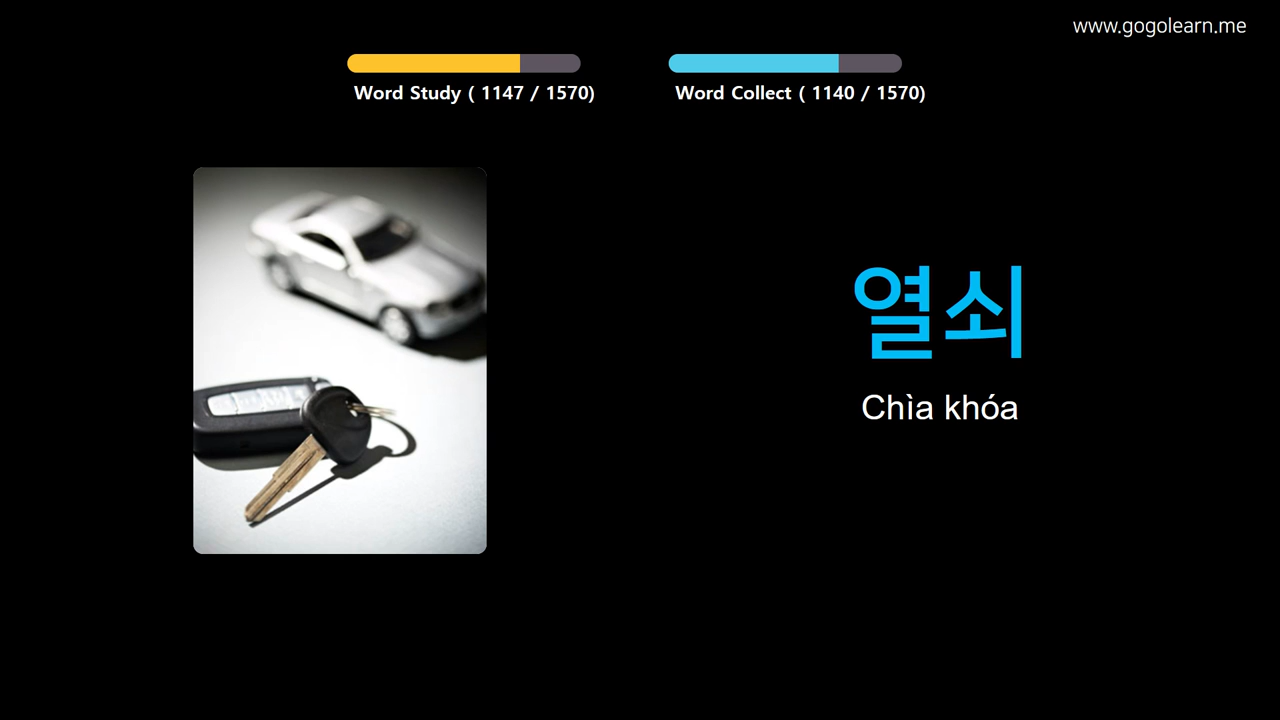 www.gogolearn.me
Word Study ( 1147 / 1570)
Word Collect ( 1140 / 1570)
열쇠
Chìa khóa